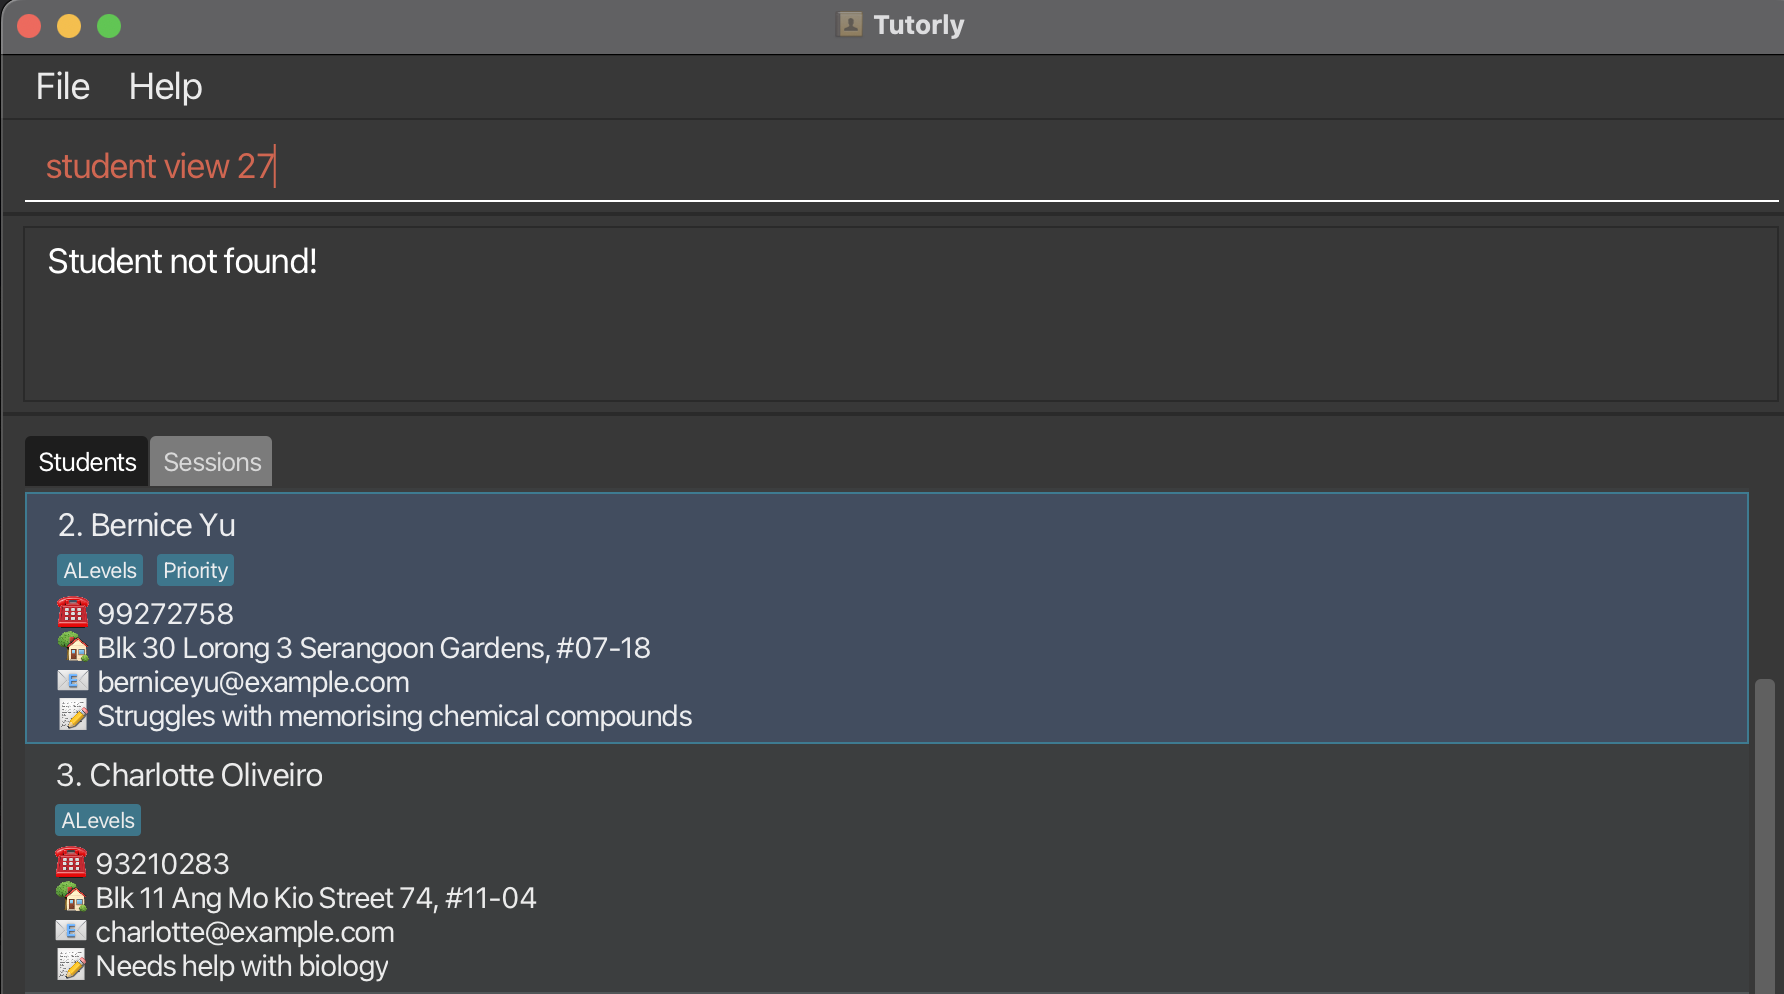 Tutorly
File Help
student view 27
Student not found!
Students Sessions
2. Bernice Yu
ALevels Priority
99272758
Blk 30 Lorong 3 Serangoon Gardens, #07-18
berniceyu@example.com
Struggles with memorising chemical compounds
3. Charlotte Oliveiro
ALevels
93210283
Blk 11 Ang Mo Kio Street 74, #11-04
charlotte@example.com
Needs help with biology